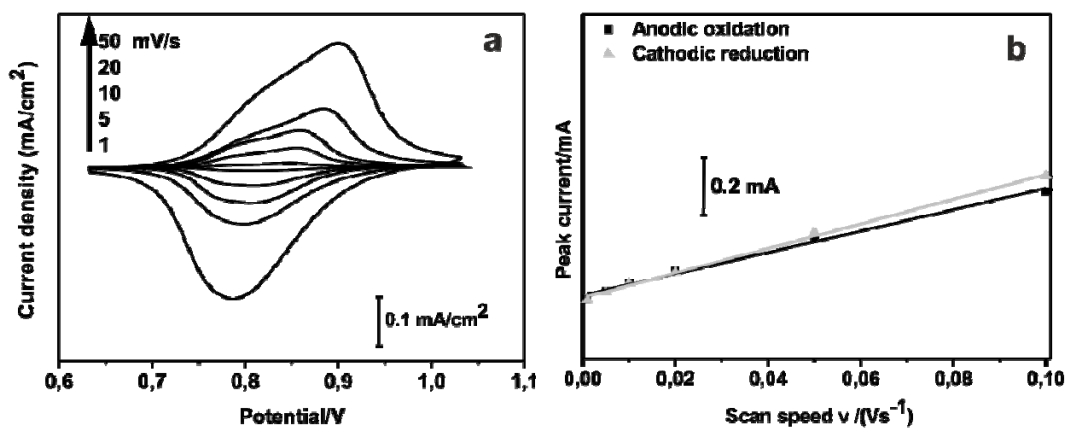 50 mV/s
20
10
5
1
a
Current density (mA/cm²)
0.1 mA/cm²
0,6 0,7 0,8 0,9 1,0 1,1
Potential/V
Anodic oxidation
Cathodic reduction
b
Peak current/mA
0.2 mA
0,00 0,02 0,04 0,06 0,08 0,10
Scan speed v /(Vs⁻¹)